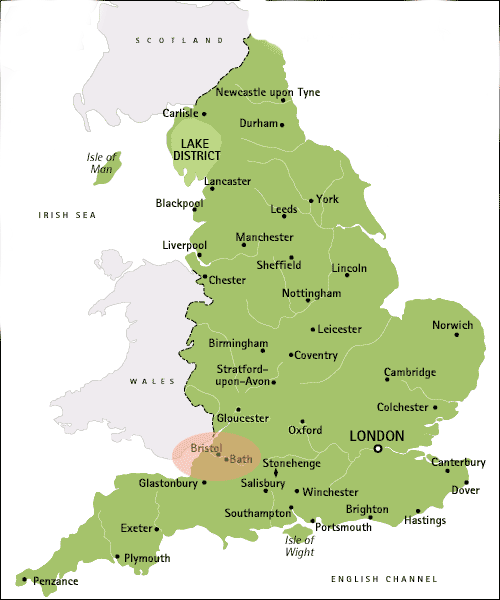 SCOTLAND
Newcastle upon Tyne
Carlisle
Durham
LAKE
DISTRICT
Isle of
Man
Lancaster
Blackpool
York
Leeds
IRISH SEA
Liverpool
Manchester
Sheffield
Lincoln
Chester
Nottingham
Leicester
Norwich
Birmingham
Coventry
Stratford-
upon-Avon
Cambridge
WALES
Colchester
Gloucester
Oxford
LONDON
Bristol
Bath
Stonehenge
Canterbury
Glastonbury
Salisbury
Winchester
Dover
Southampton
Brighton
Hastings
Portsmouth
Exeter
Isle of
Wight
Plymouth
Penzance
ENGLISH CHANNEL